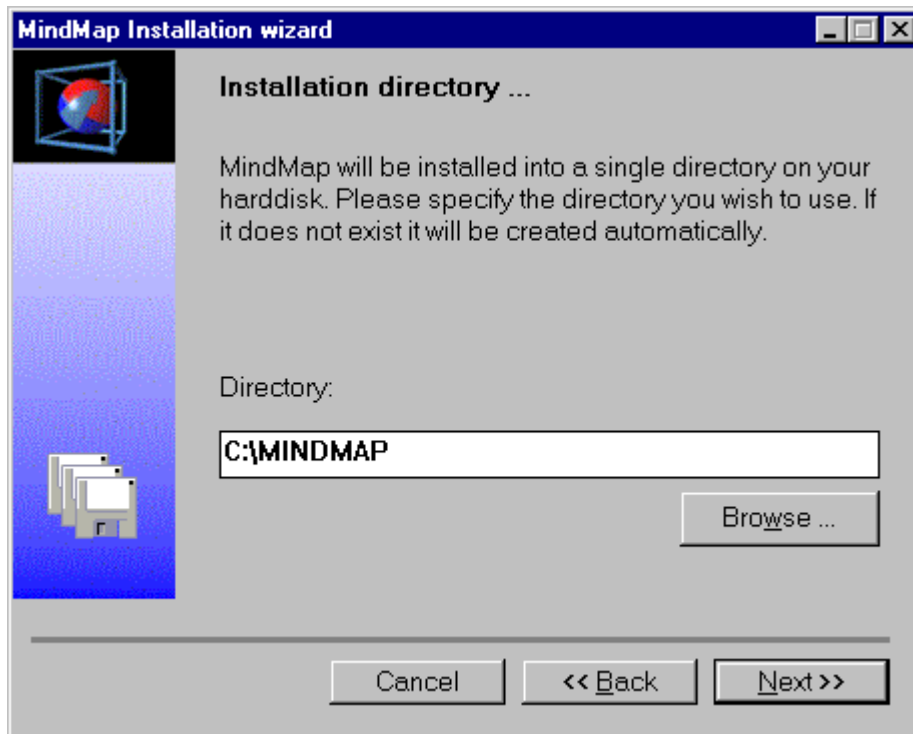 MindMap Installation wizard
Installation directory ...
MindMap will be installed into a single directory on your
harddisk. Please specify the directory you wish to use. If
it does not exist it will be created automatically.
Directory:
C:\MINDMAP
Browse ...
Cancel
<< Back
Next >>